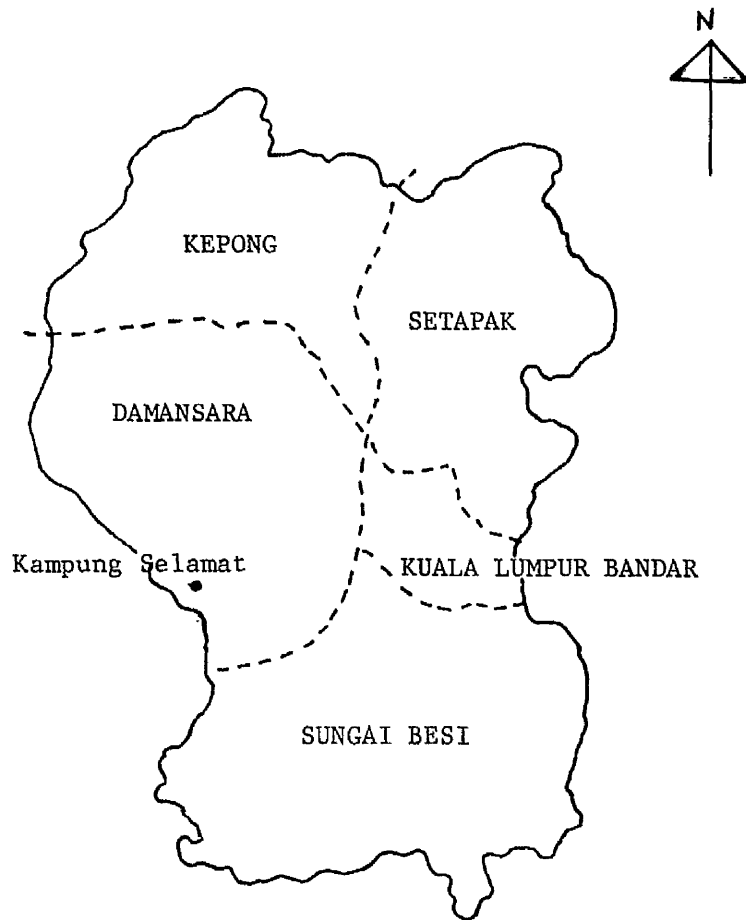 N
KEPONG
SETAPAK
DAMANSARA
Kampung Selamat
KUALA LUMPUR BANDAR
SUNGAI BESI